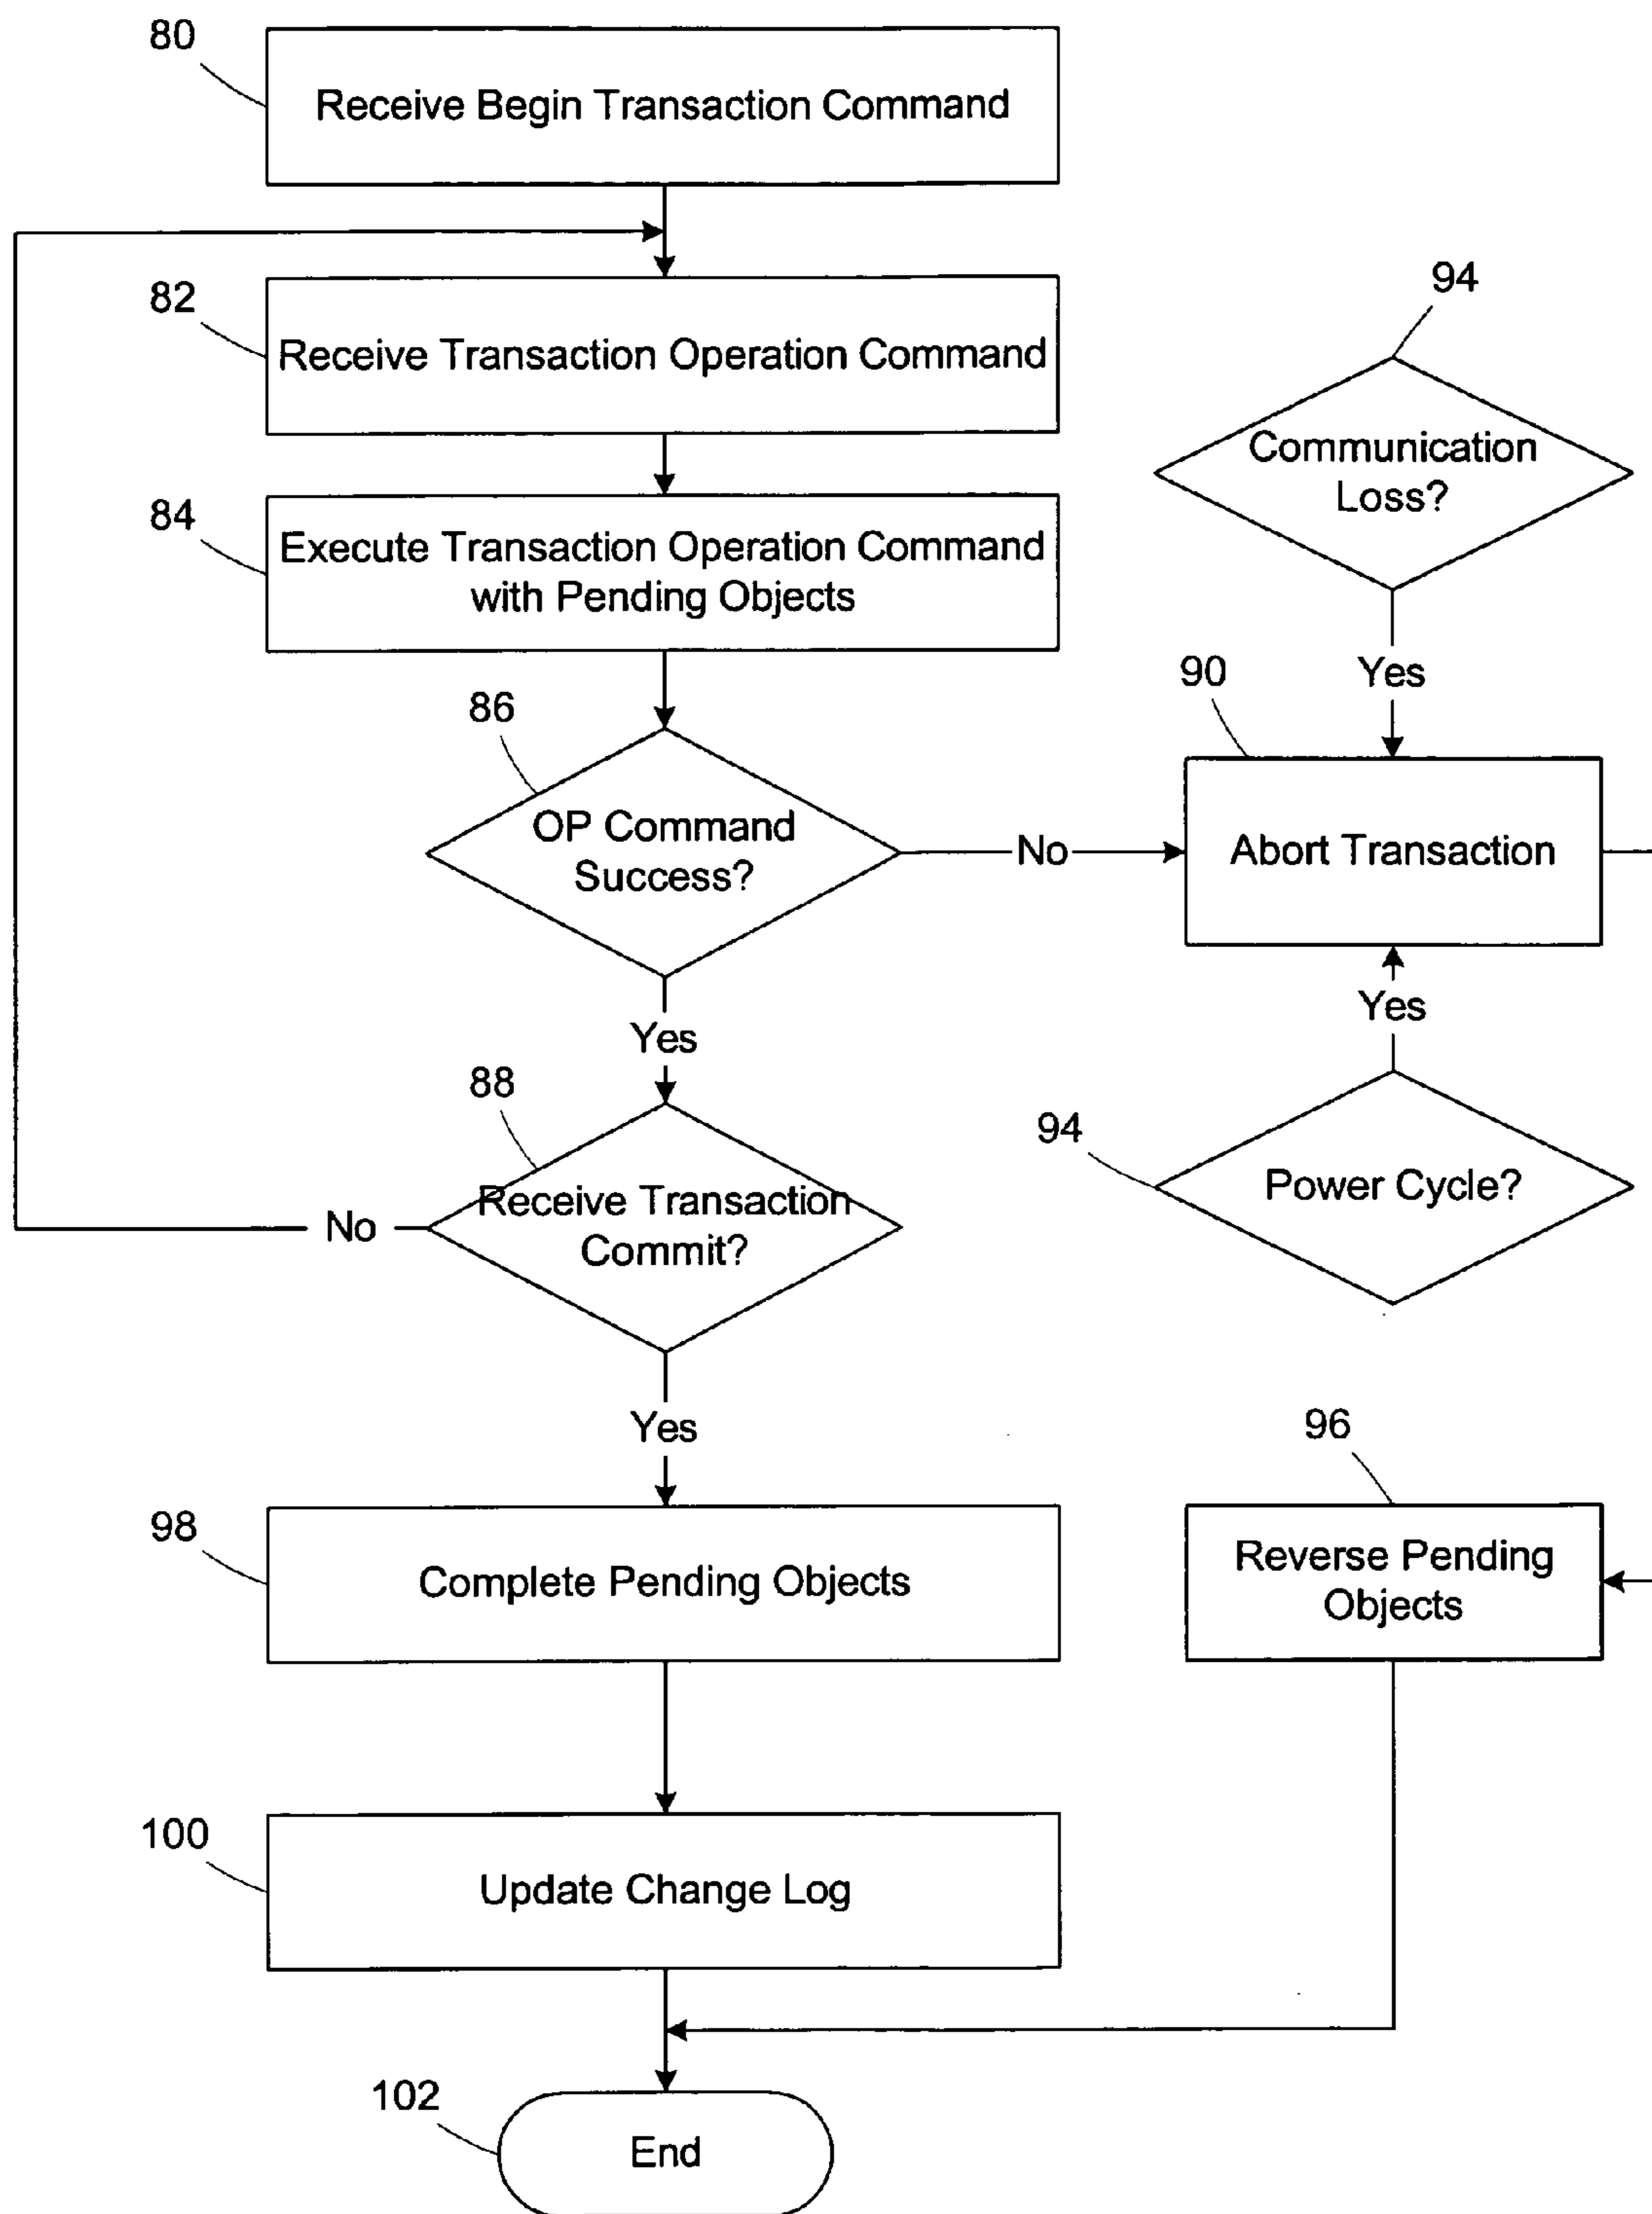 80
Receive Begin Transaction Command
82
Receive Transaction Operation Command
94
Communication
Loss?
84
Execute Transaction Operation Command
with Pending Objects
Yes
90
86
OP Command
Success?
No
Abort Transaction
Yes
Yes
88
94
Receive Transaction
Commit?
No
Power Cycle?
Yes
96
98
Complete Pending Objects
Reverse Pending
Objects
100
Update Change Log
102
End